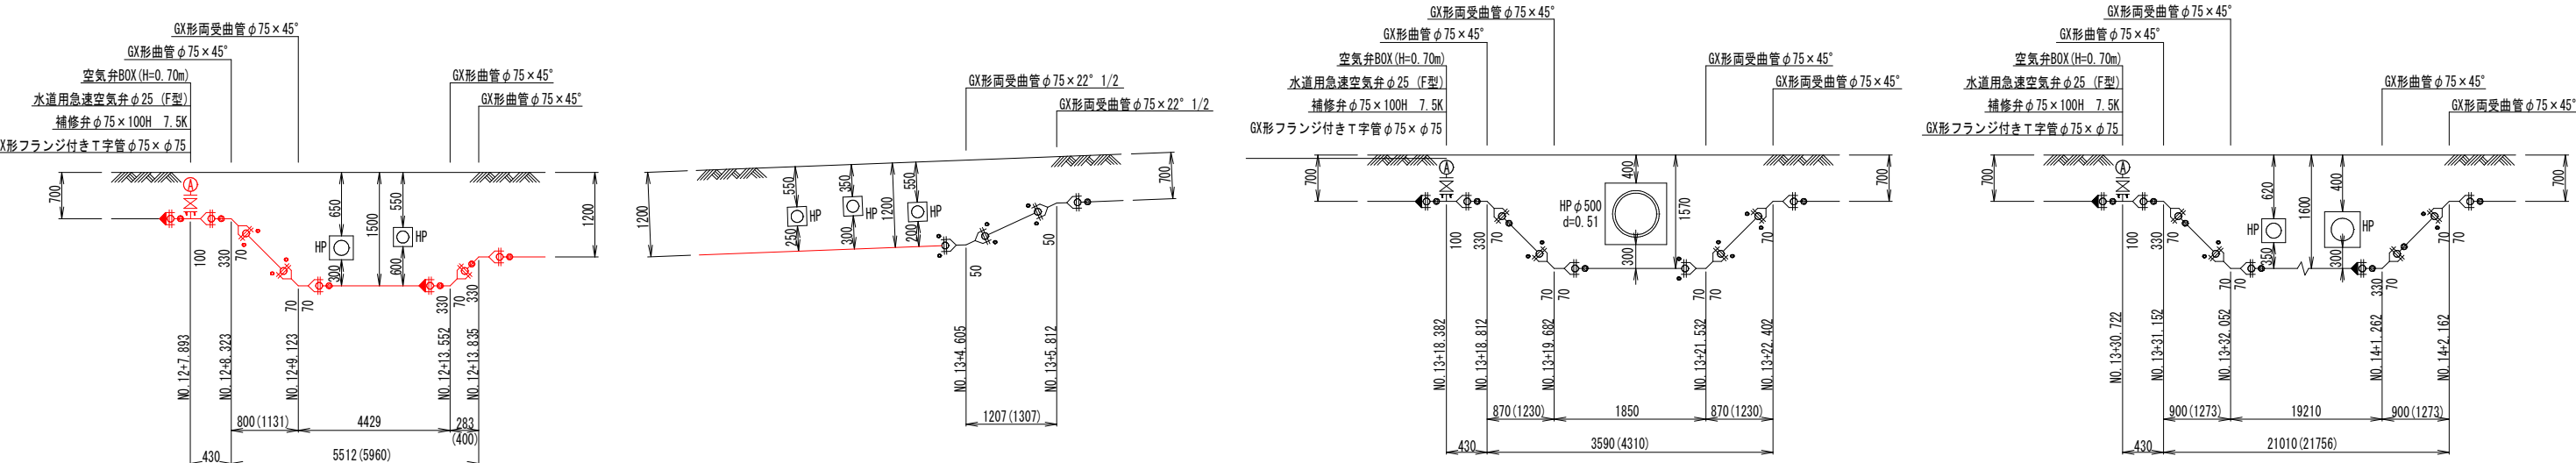 GX形両受曲管φ75×45°
GX形曲管φ75×45°
空気弁BOX(H=0.70m)
水道用急速空気弁φ25 (F型)
補修弁φ75×100H 7.5K
X形フランジ付きT字管φ75×φ75
GX形曲管φ75×45°
GX形曲管φ75×45°
700
650
1500
550
1200
HP
HP
300
600
100
330
70
70
70
330
70
330
NO.12+7.893
NO.12+8.323
NO.12+9.123
NO.12+13.552
NO.12+13.835
800(1131)
4429
283
(400)
430
5512(5960)
GX形両受曲管φ75×22° 1/2
GX形両受曲管φ75×22° 1/2
1200
550
350
1200
550
700
HP
HP
HP
250
300
200
50
50
NO.13+4.605
NO.13+5.812
1207(1307)
GX形両受曲管φ75×45°
GX形曲管φ75×45°
空気弁BOX(H=0.70m)
水道用急速空気弁φ25 (F型)
補修弁φ75×100H 7.5K
GX形フランジ付きT字管φ75×φ75
GX形両受曲管φ75×45°
GX形両受曲管φ75×45°
700
400
1570
700
HPφ500
d=0.51
300
100
330
70
70
70
70
70
70
NO.13+18.382
NO.13+18.812
NO.13+19.682
NO.13+21.532
NO.13+22.402
870(1230)
1850
870(1230)
430
3590(4310)
GX形両受曲管φ75×45°
GX形曲管φ75×45°
空気弁BOX(H=0.70m)
水道用急速空気弁φ25 (F型)
補修弁φ75×100H 7.5K
GX形フランジ付きT字管φ75×φ75
GX形曲管φ75×45°
GX形両受曲管φ75×45°
700
620
1600
400
700
HP
HP
350
300
100
330
70
70
70
330
70
70
70
NO.13+30.722
NO.13+31.152
NO.13+32.052
NO.14+1.262
NO.14+2.162
900(1273)
19210
900(1273)
430
21010(21756)